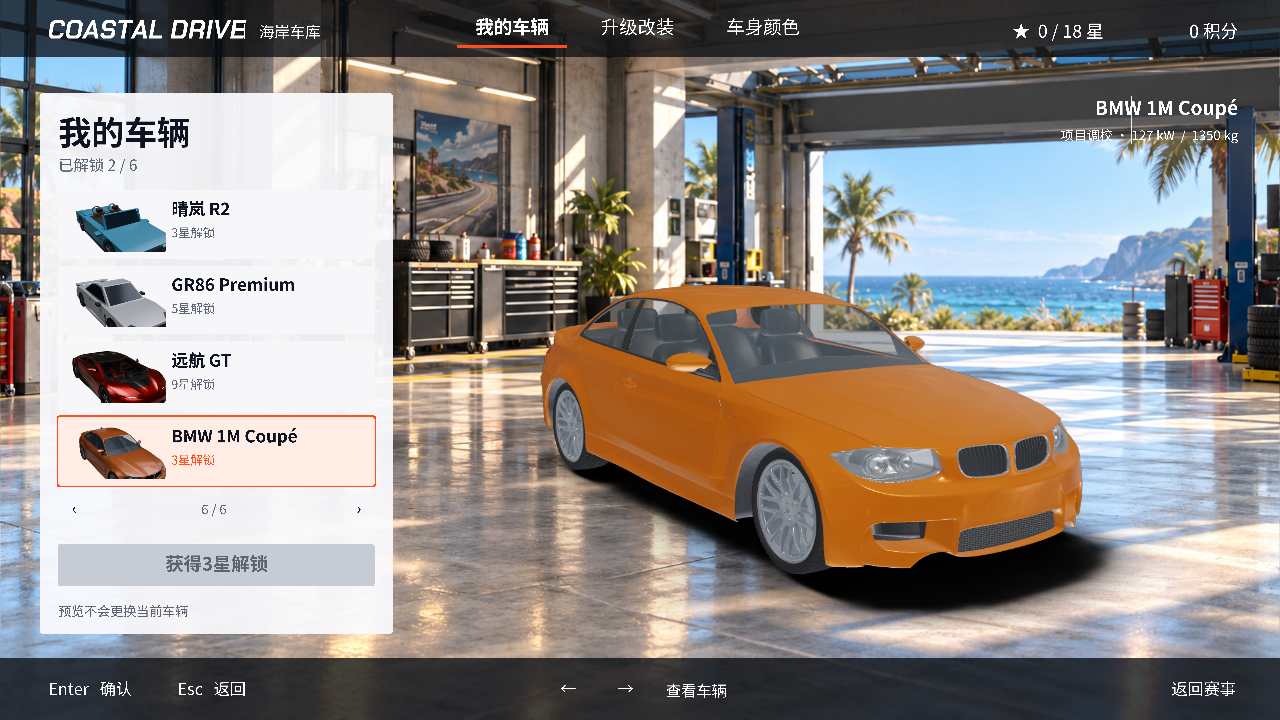 COASTAL DRIVE 海岸车库
我的车辆
升级改装
车身颜色
★ 0 / 18 星
0 积分
我的车辆
已解锁 2 / 6
晴岚 R2
3星解锁
GR86 Premium
5星解锁
远航 GT
9星解锁
BMW 1M Coupé
3星解锁
‹ 6 / 6 ›
获得3星解锁
预览不会更换当前车辆
BMW 1M Coupé
项目调校 · 127 kW / 1350 kg
Enter 确认
Esc 返回
← → 查看车辆
返回赛事